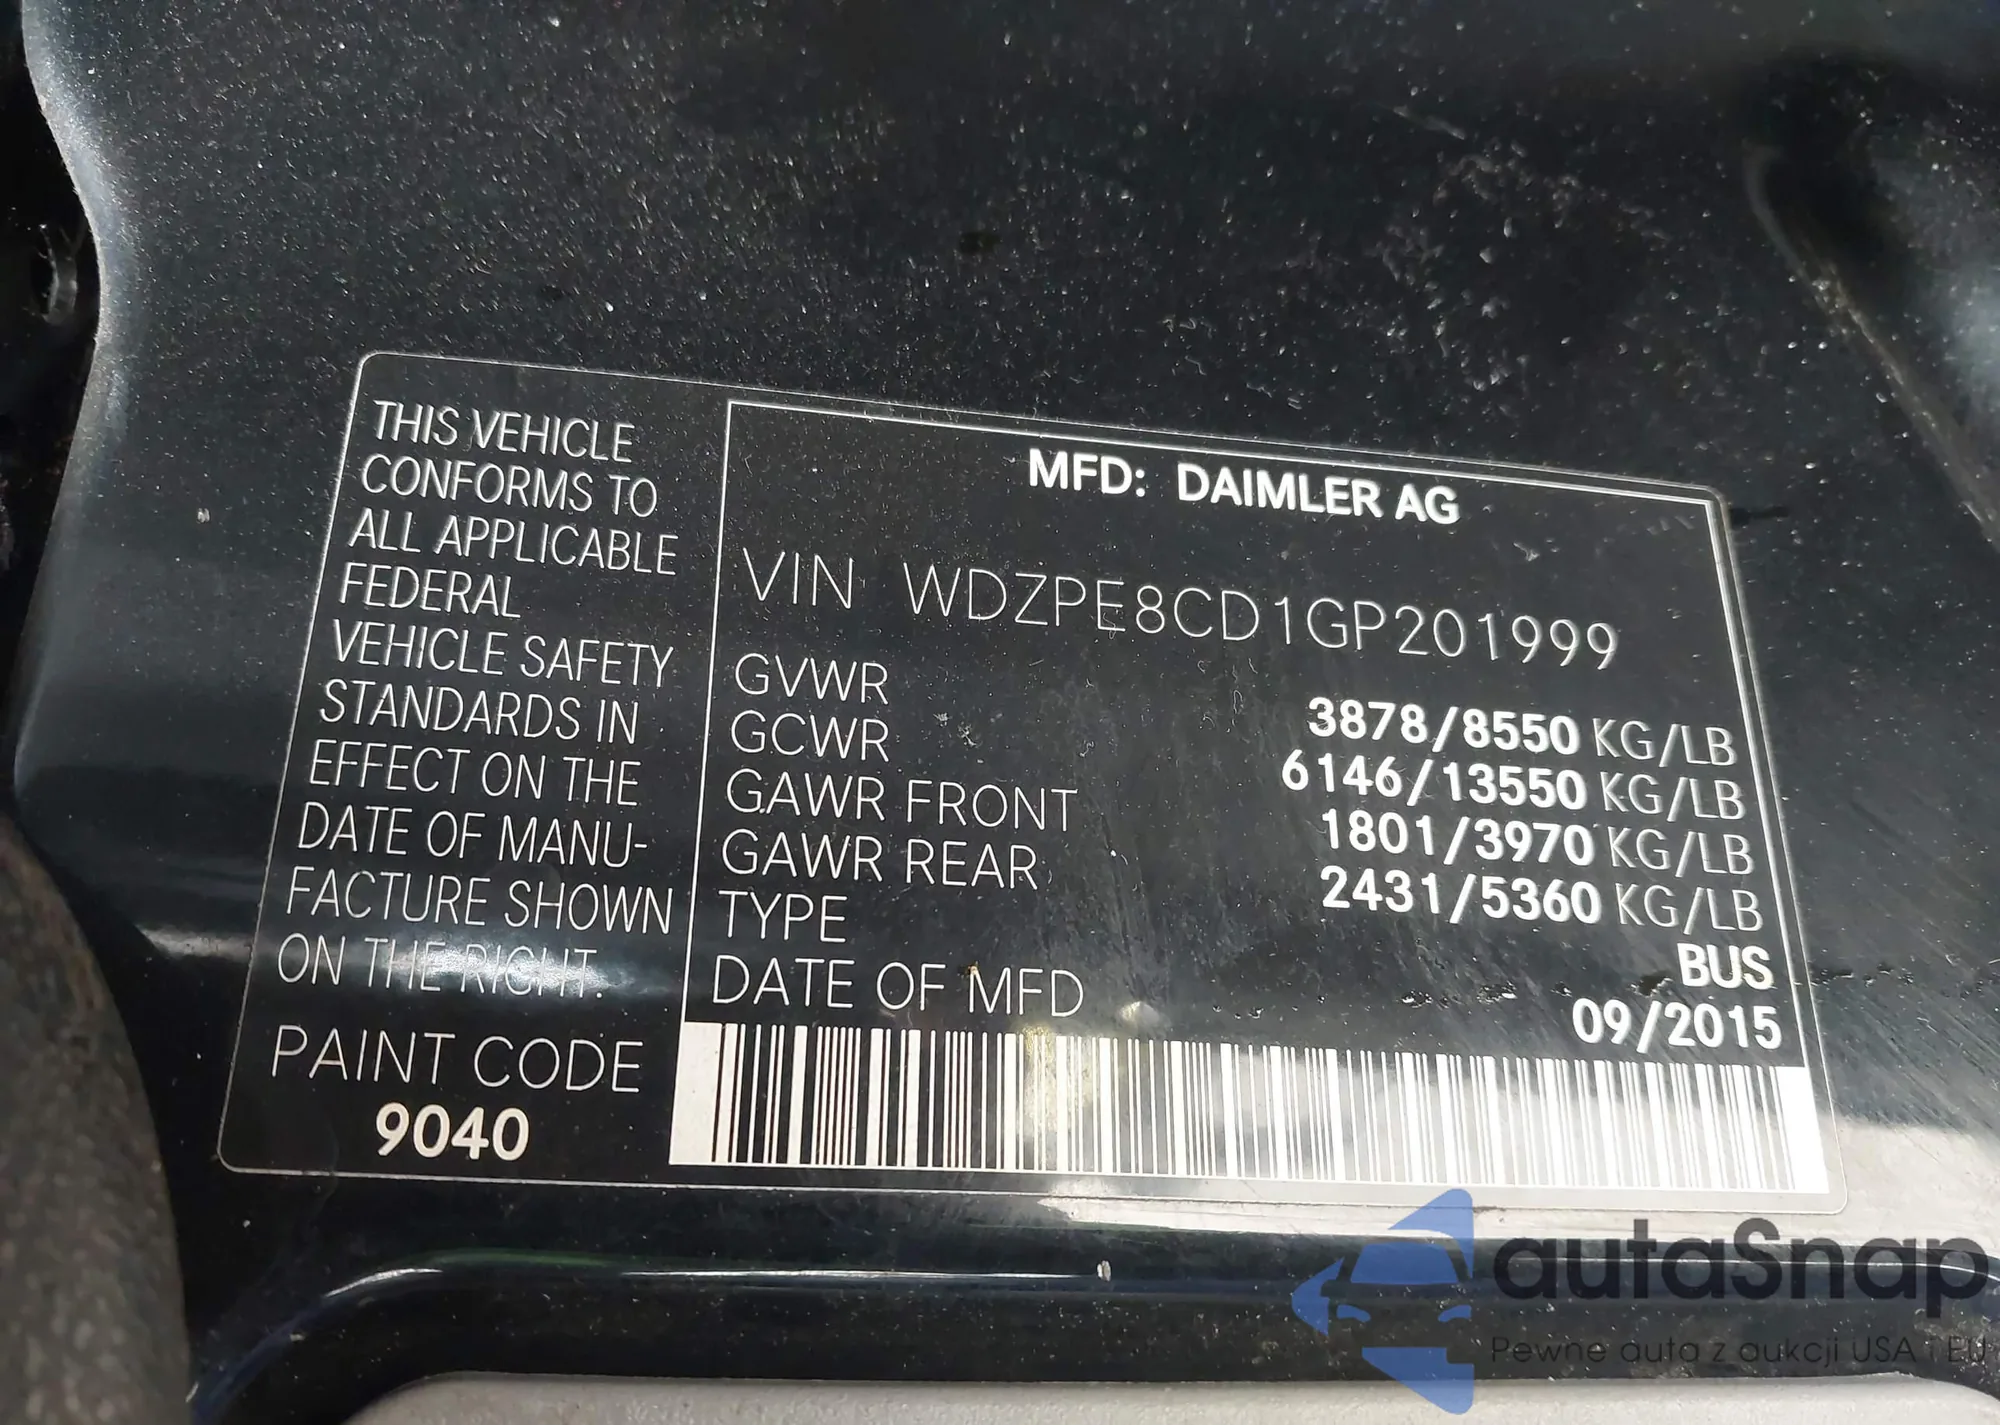 THIS VEHICLE
CONFORMS TO
ALL APPLICABLE
FEDERAL
VEHICLE SAFETY
STANDARDS IN
EFFECT ON THE
DATE OF MANU-
FACTURE SHOWN
ON THE RIGHT.
PAINT CODE
9040
MFD: DAIMLER AG
VIN WDZPE8CD1GP201999
GVWR 3878/8550 KG/LB
GCWR 6146/13550 KG/LB
GAWR FRONT 1801/3970 KG/LB
GAWR REAR 2431/5360 KG/LB
TYPE BUS
DATE OF MFD 09/2015
autaSnap
Pewne auta z aukcji USA i EU